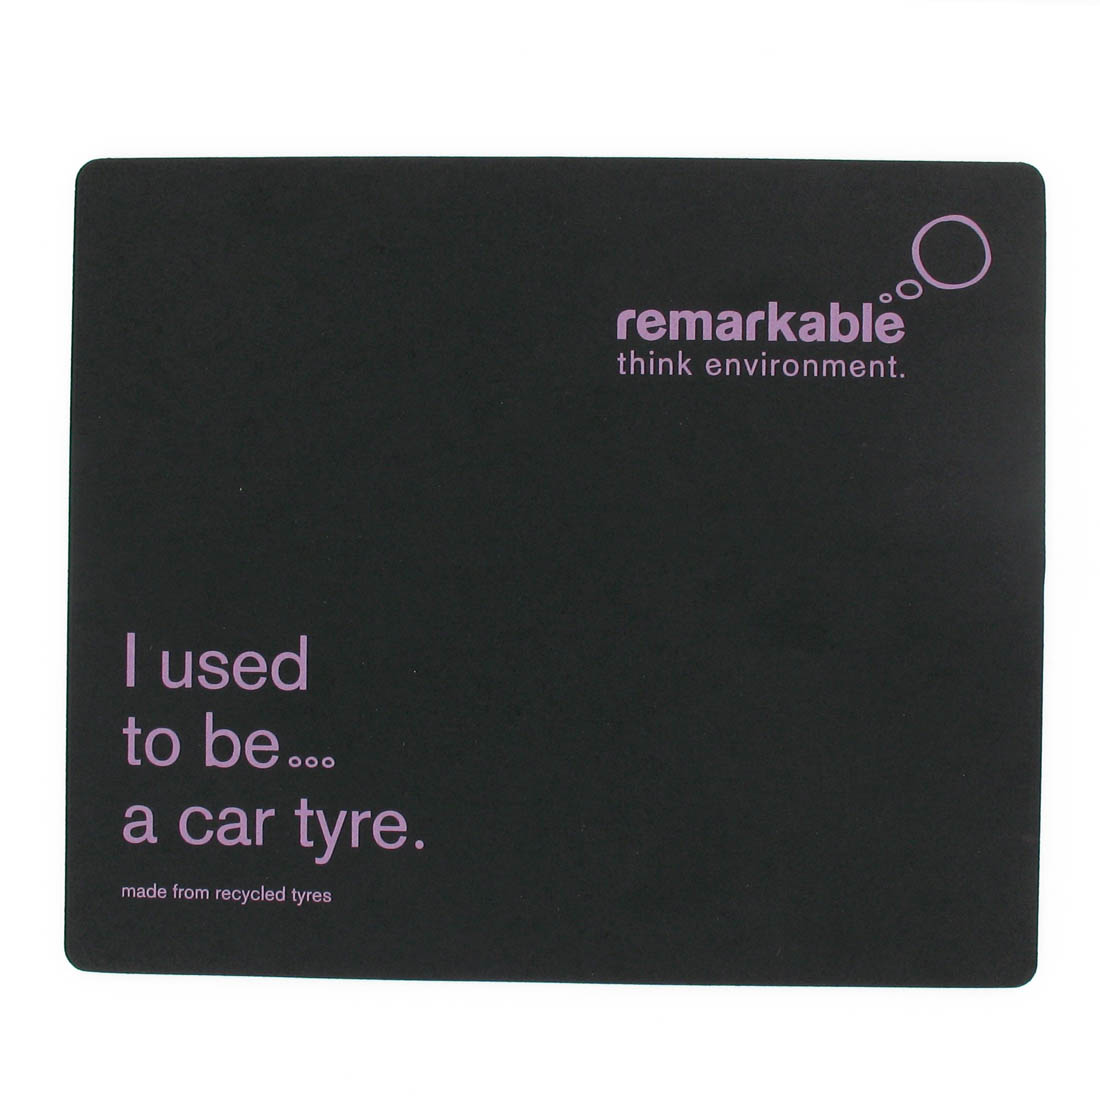 remarkable
think environment.
I used
to be...
a car tyre.
made from recycled tyres